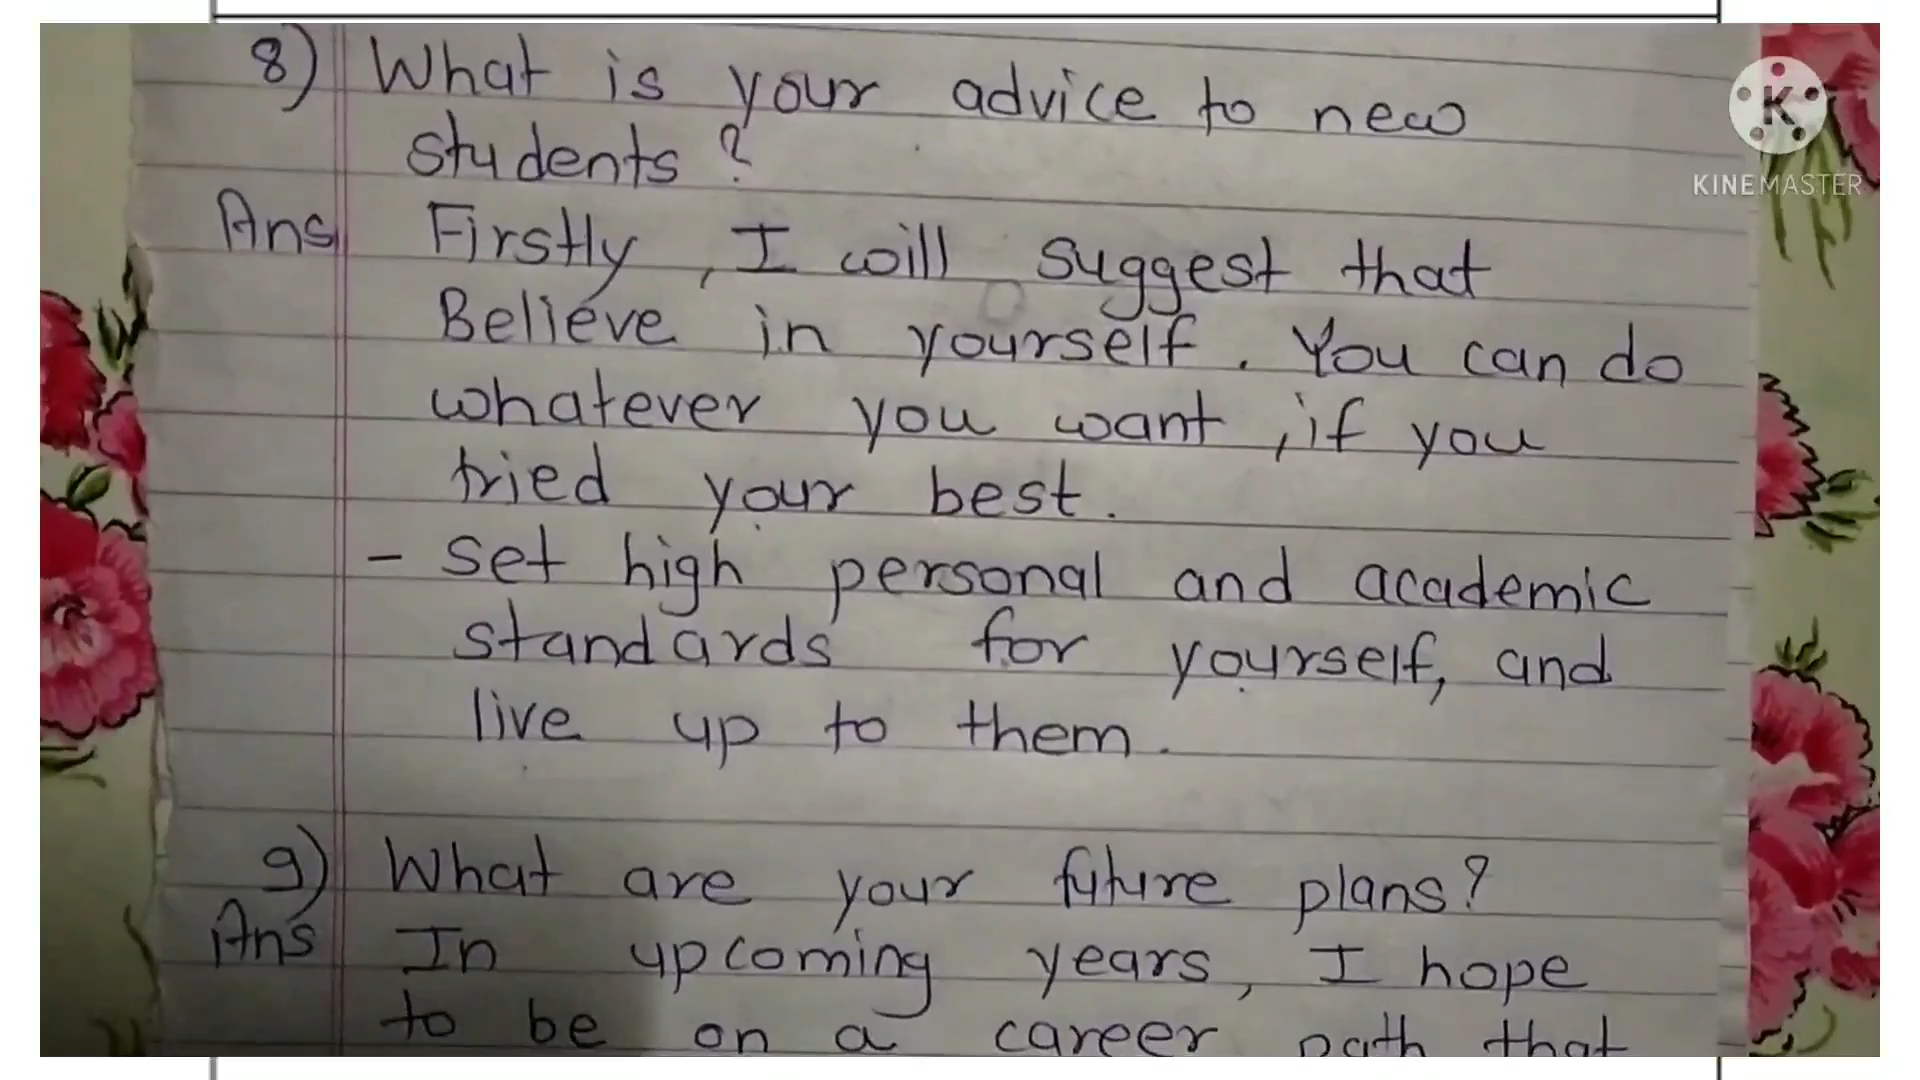 8) What is your advice to new
students?
Ans Firstly, I will suggest that
Believe in yourself. You can do
whatever you want, if you
tried your best.
- Set high personal and academic
standards for yourself, and
live up to them.
9) What are your future plans?
Ans In upcoming years, I hope
to be on a career path that
K
KINEMASTER